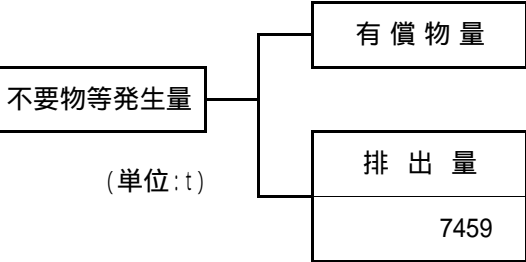 有償物量
不要物等発生量
排出量
(単位:t)
7459